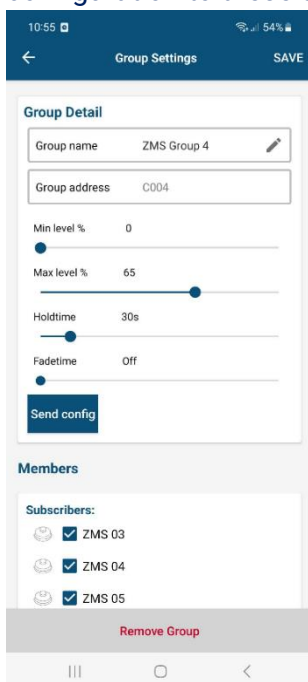 10:55 54%
Group Settings SAVE
Group Detail
Group name ZMS Group 4
Group address C004
Min level % 0
Max level % 65
Holdtime 30s
Fadetime Off
Send config
Members
Subscribers:
ZMS 03
ZMS 04
ZMS 05
Remove Group